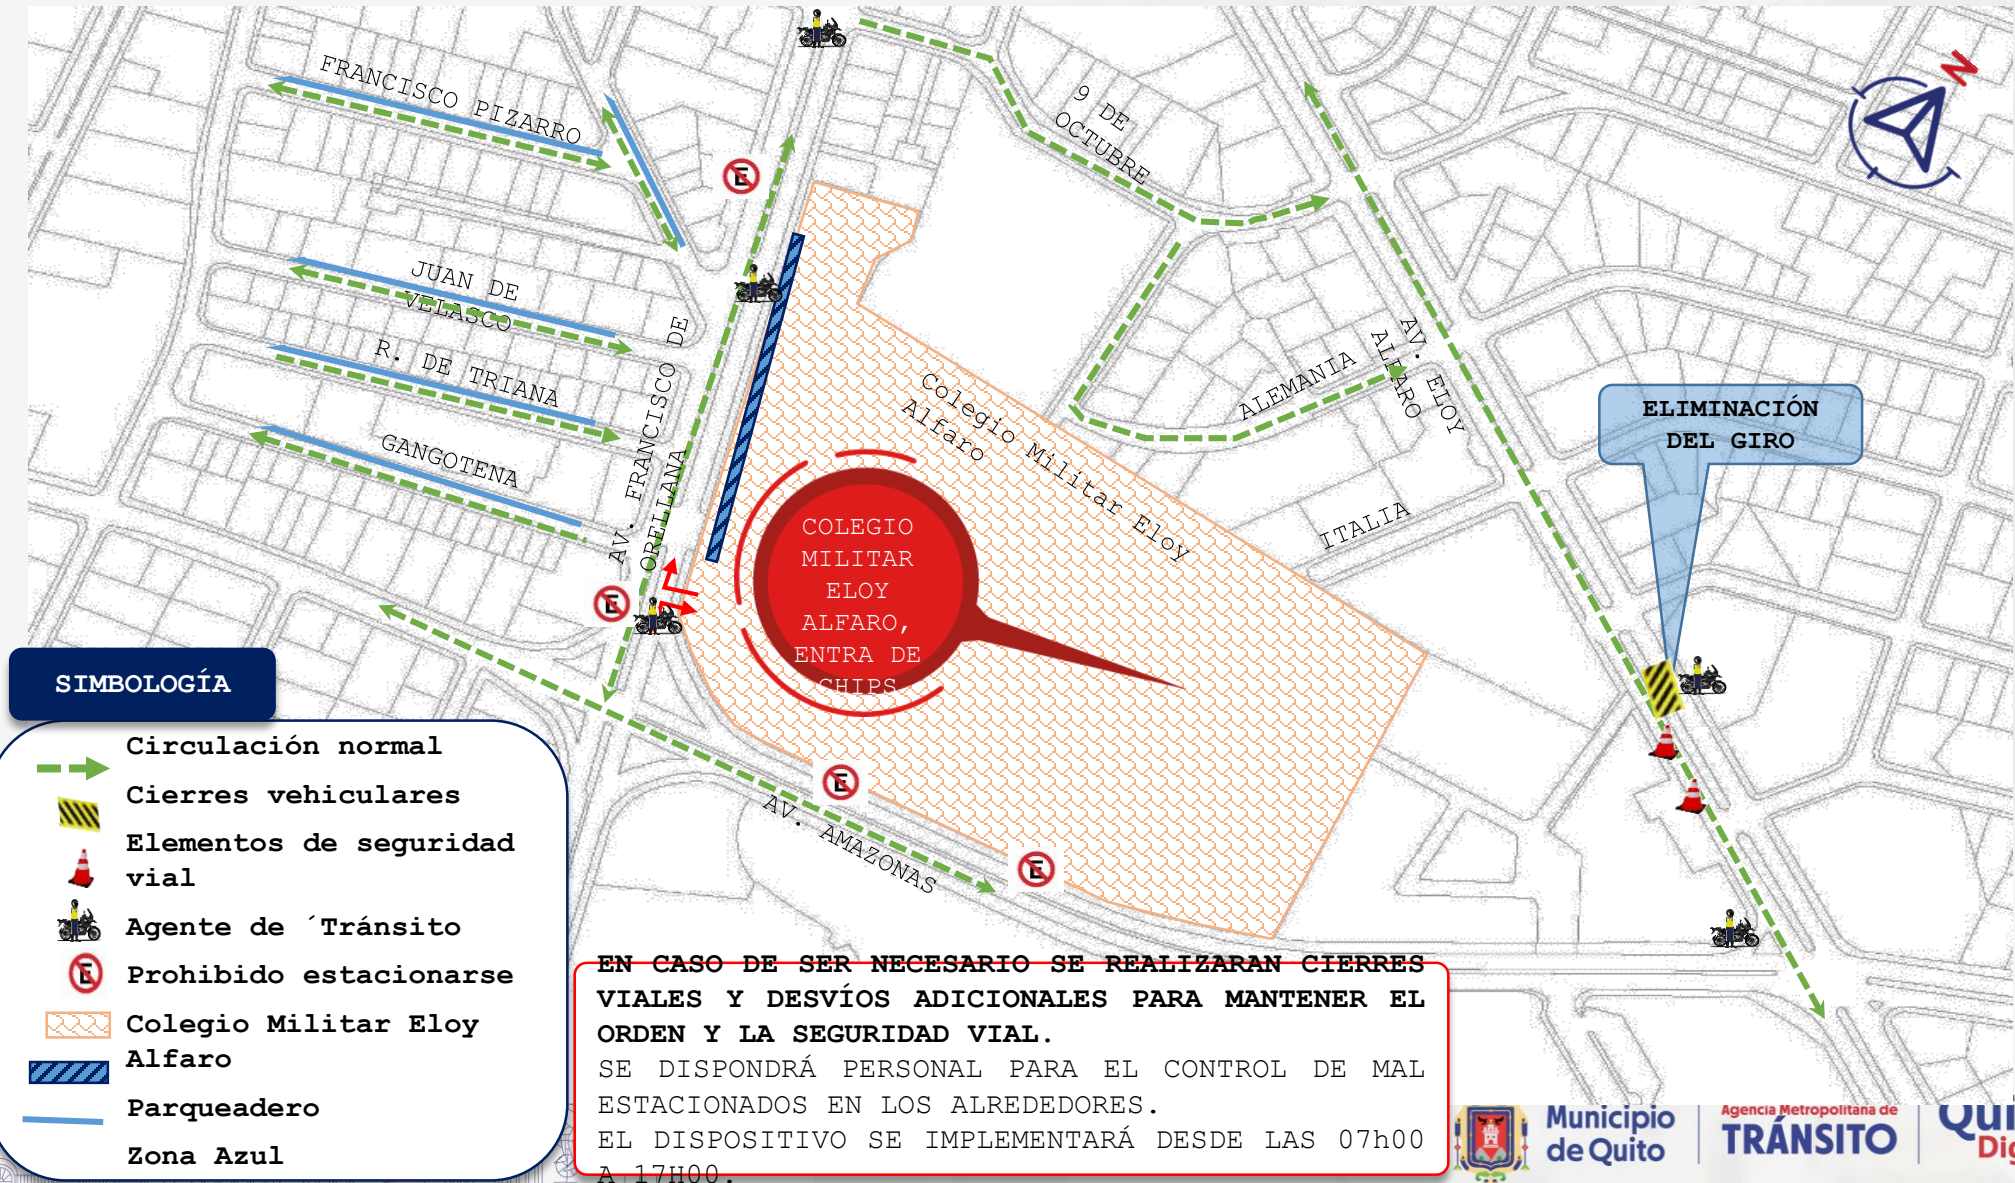 FRANCISCO PIZARRO
9 DE
OCTUBRE
N
JUAN DE
VELASCO
R. DE TRIANA
GANGOTENA
AV. FRANCISCO DE
ORELLANA
Colegio Militar Eloy
Alfaro
ALEMANIA
AV. ELOY
ALFARO
ITALIA
ELIMINACIÓN
DEL GIRO
COLEGIO
MILITAR
ELOY
ALFARO,
ENTRA DE
CHIPS
E
E
E
E
AV. AMAZONAS
SIMBOLOGÍA
Circulación normal
Cierres vehiculares
Elementos de seguridad
vial
Agente de ´Tránsito
E
Prohibido estacionarse
Colegio Militar Eloy
Alfaro
Parqueadero
Zona Azul
EN CASO DE SER NECESARIO SE REALIZARAN CIERRES
VIALES Y DESVÍOS ADICIONALES PARA MANTENER EL
ORDEN Y LA SEGURIDAD VIAL.
SE DISPONDRÁ PERSONAL PARA EL CONTROL DE MAL
ESTACIONADOS EN LOS ALREDEDORES.
EL DISPOSITIVO SE IMPLEMENTARÁ DESDE LAS 07h00
A 17H00.
Municipio
de Quito
Agencia Metropolitana de
TRÁNSITO